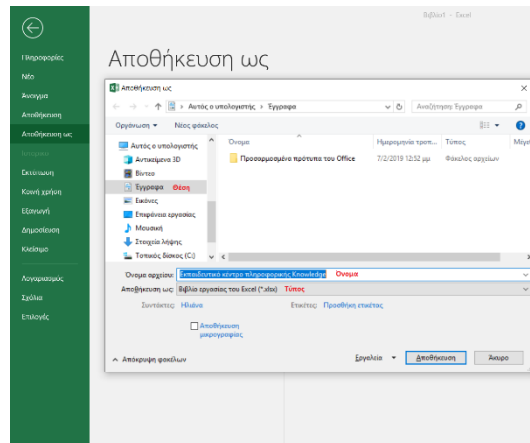 Βιβλίο1 - Excel
Πληροφορίες
Νέο
Άνοιγμα
Αποθήκευση
Αποθήκευση ως
Ιστορικό
Εκτύπωση
Κοινή χρήση
Εξαγωγή
Δημοσίευση
Κλείσιμο
Λογαριασμός
Σχόλια
Επιλογές
Αποθήκευση ως
Αποθήκευση ως
Αυτός ο υπολογιστής > Έγγραφα
Αναζήτηση Έγγραφα
Οργάνωση
Νέος φάκελος
Αυτός ο υπολογιστής
Αντικείμενα 3D
Βίντεο
Έγγραφα Θέση
Εικόνες
Επιφάνεια εργασίας
Μουσική
Στοιχεία λήψης
Τοπικός δίσκος (C:)
Όνομα Ημερομηνία τροπ... Τύπος Μέγε
Προσαρμοσμένα πρότυπα του Office 7/2/2019 12:52 μμ Φάκελος αρχείων
Όνομα αρχείου: Εκπαιδευτικό κέντρο πληροφορικής Knowledge Όνομα
Αποθήκευση ως: Βιβλίο εργασίας του Excel (*.xlsx) Τύπος
Συντάκτες: Ηλιάνα Ετικέτες: Προσθήκη ετικέτας
Αποθήκευση
μικρογραφίας
Απόκρυψη φακέλων Εργαλεία Αποθήκευση Άκυρο